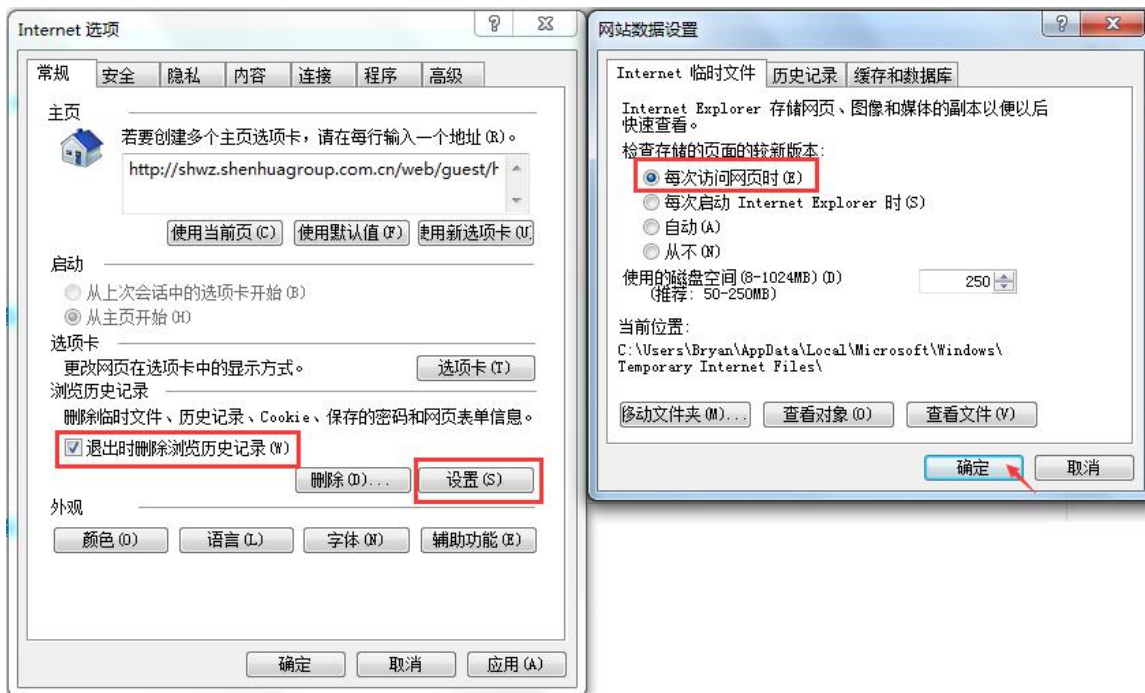 Internet 选项
常规 安全 隐私 内容 连接 程序 高级
主页
若要创建多个主页选项卡，请在每行输入一个地址(R)。
http://shwz.shenhuagroup.com.cn/web/guest/h
使用当前页(C) 使用默认值(F) 使用新选项卡(U)
启动
从上次会话中的选项卡开始(B)
从主页开始(H)
选项卡
更改网页在选项卡中的显示方式。 选项卡(T)
浏览历史记录
删除临时文件、历史记录、Cookie、保存的密码和网页表单信息。
退出时删除浏览历史记录(W)
删除(D)... 设置(S)
外观
颜色(O) 语言(L) 字体(N) 辅助功能(E)
确定 取消 应用(A)
网站数据设置
Internet 临时文件 历史记录 缓存和数据库
Internet Explorer 存储网页、图像和媒体的副本以便以后
快速查看。
检查存储的页面的较新版本:
每次访问网页时(E)
每次启动 Internet Explorer 时(S)
自动(A)
从不(N)
使用的磁盘空间(8-1024MB)(D) 250
(推荐: 50-250MB)
当前位置:
C:\Users\Bryan\AppData\Local\Microsoft\Windows\
Temporary Internet Files\
移动文件夹(M)... 查看对象(O) 查看文件(V)
确定 取消